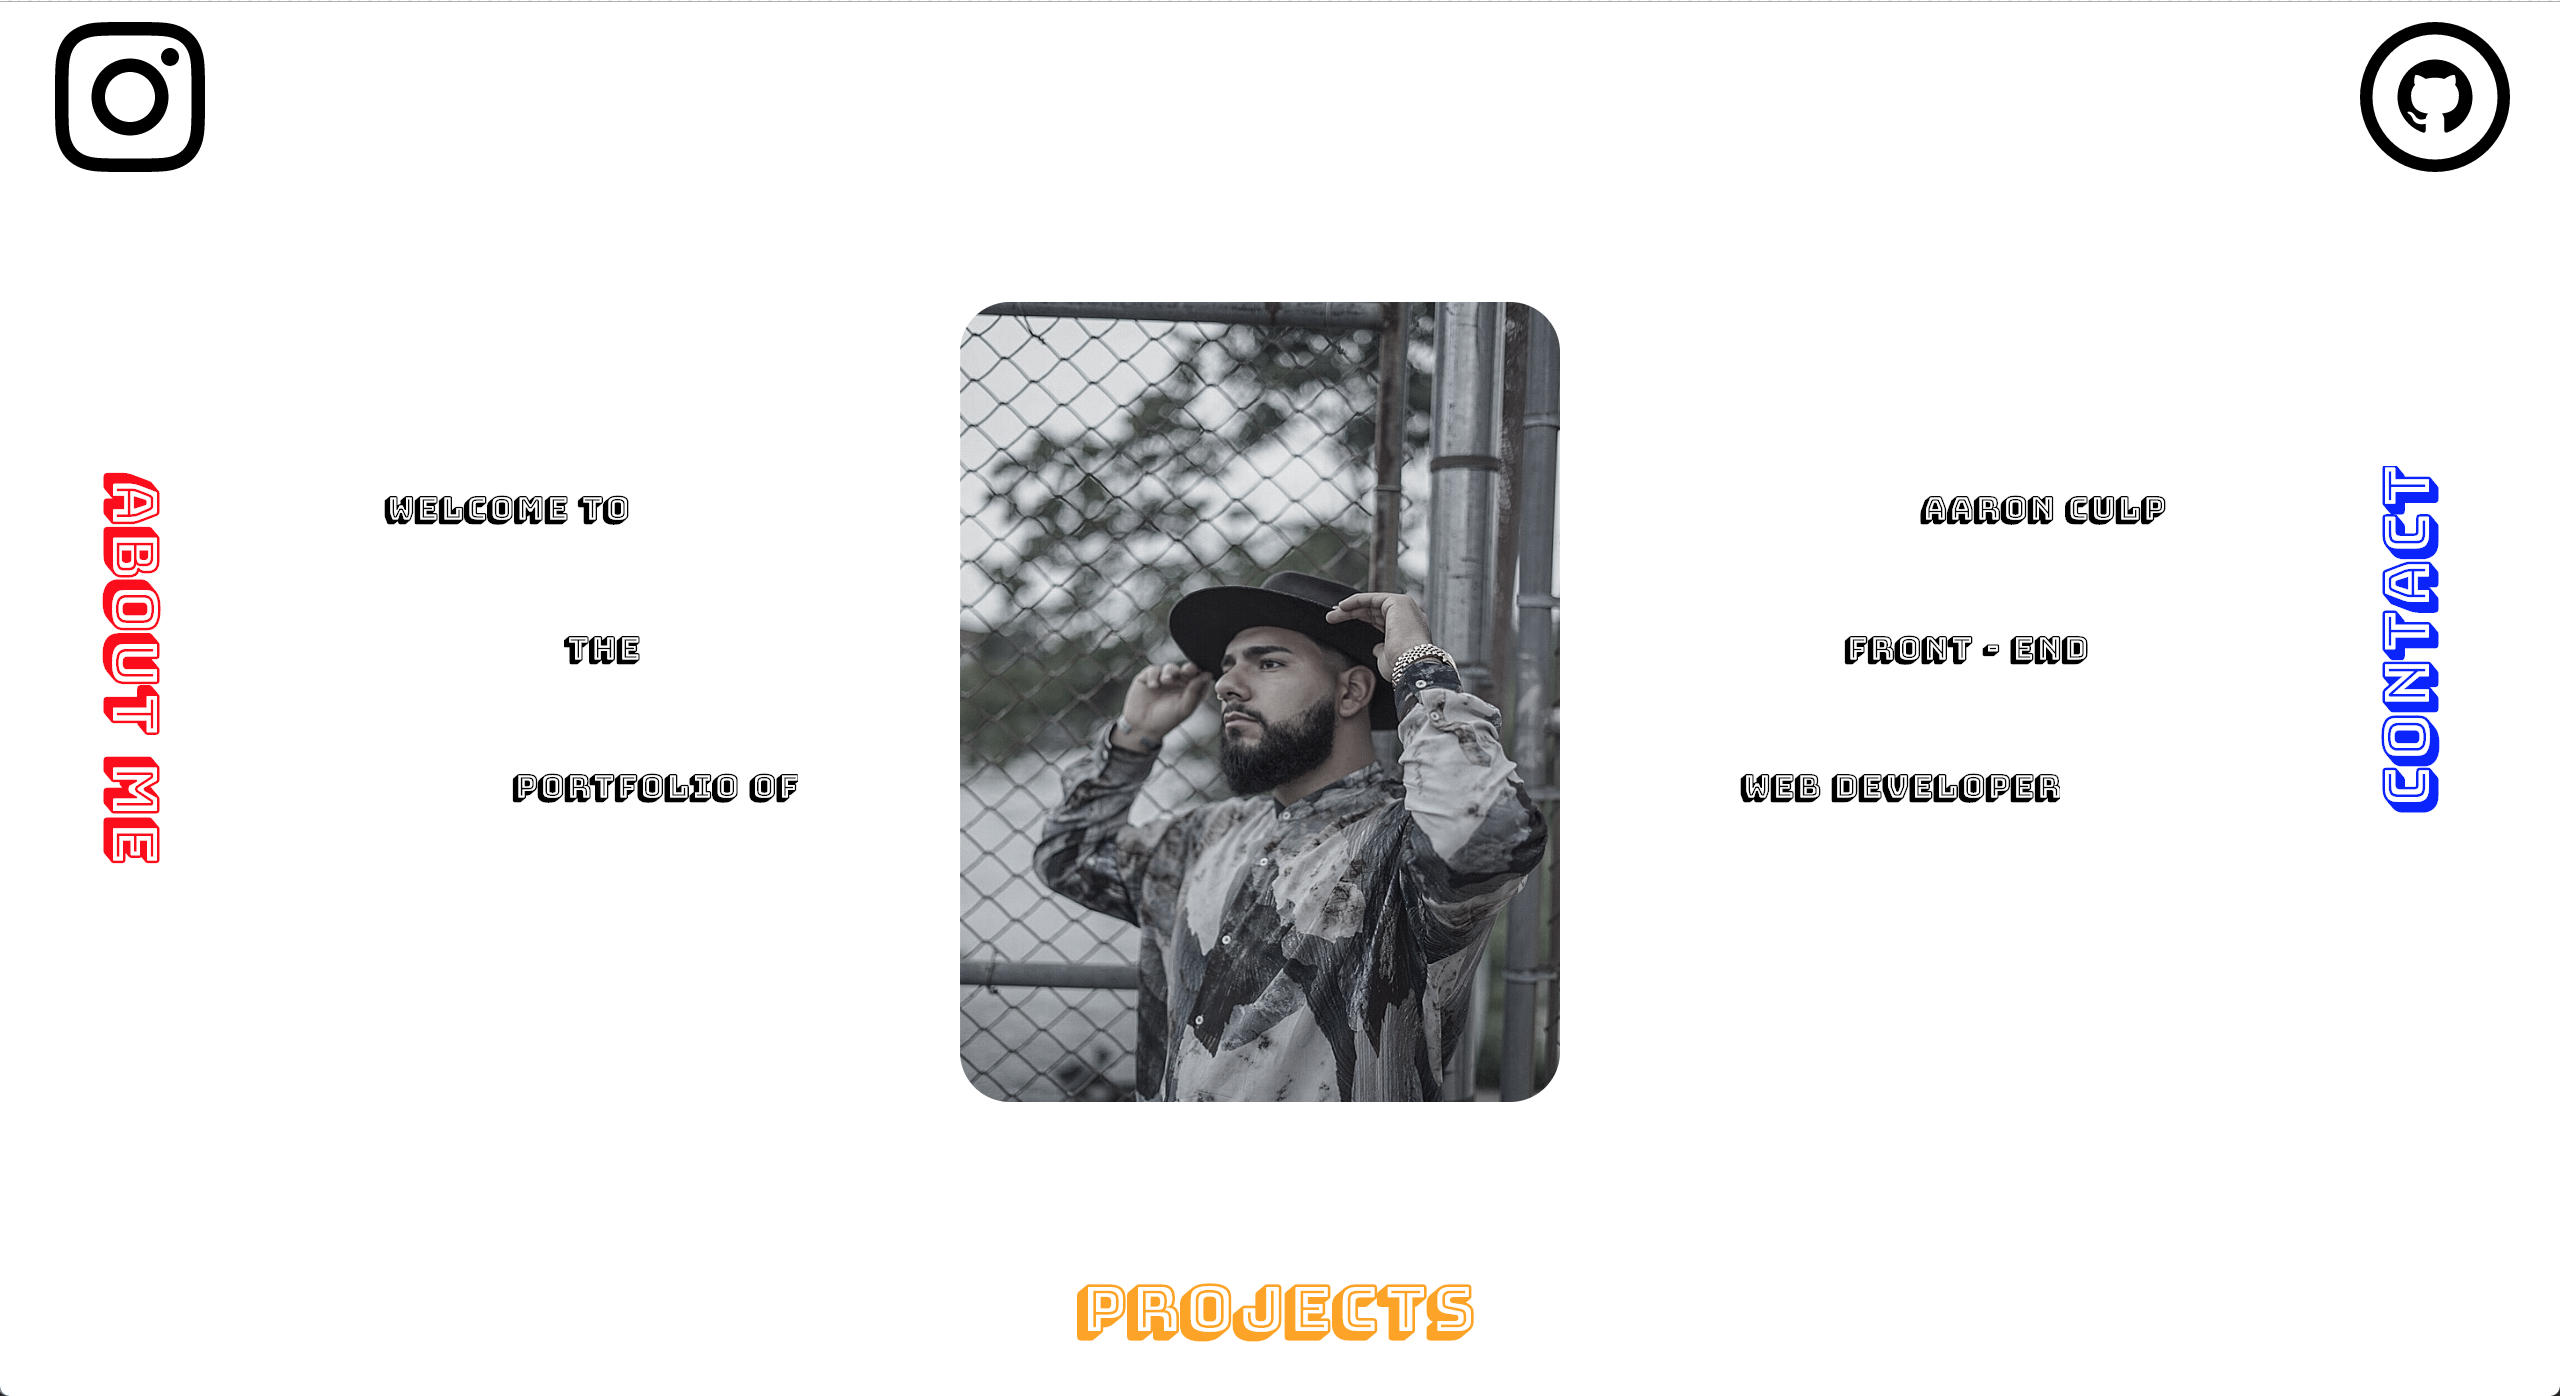 ABOUT ME
WELCOME TO
THE
PORTFOLIO OF
AARON CULP
FRONT - END
WEB DEVELOPER
CONTACT
PROJECTS